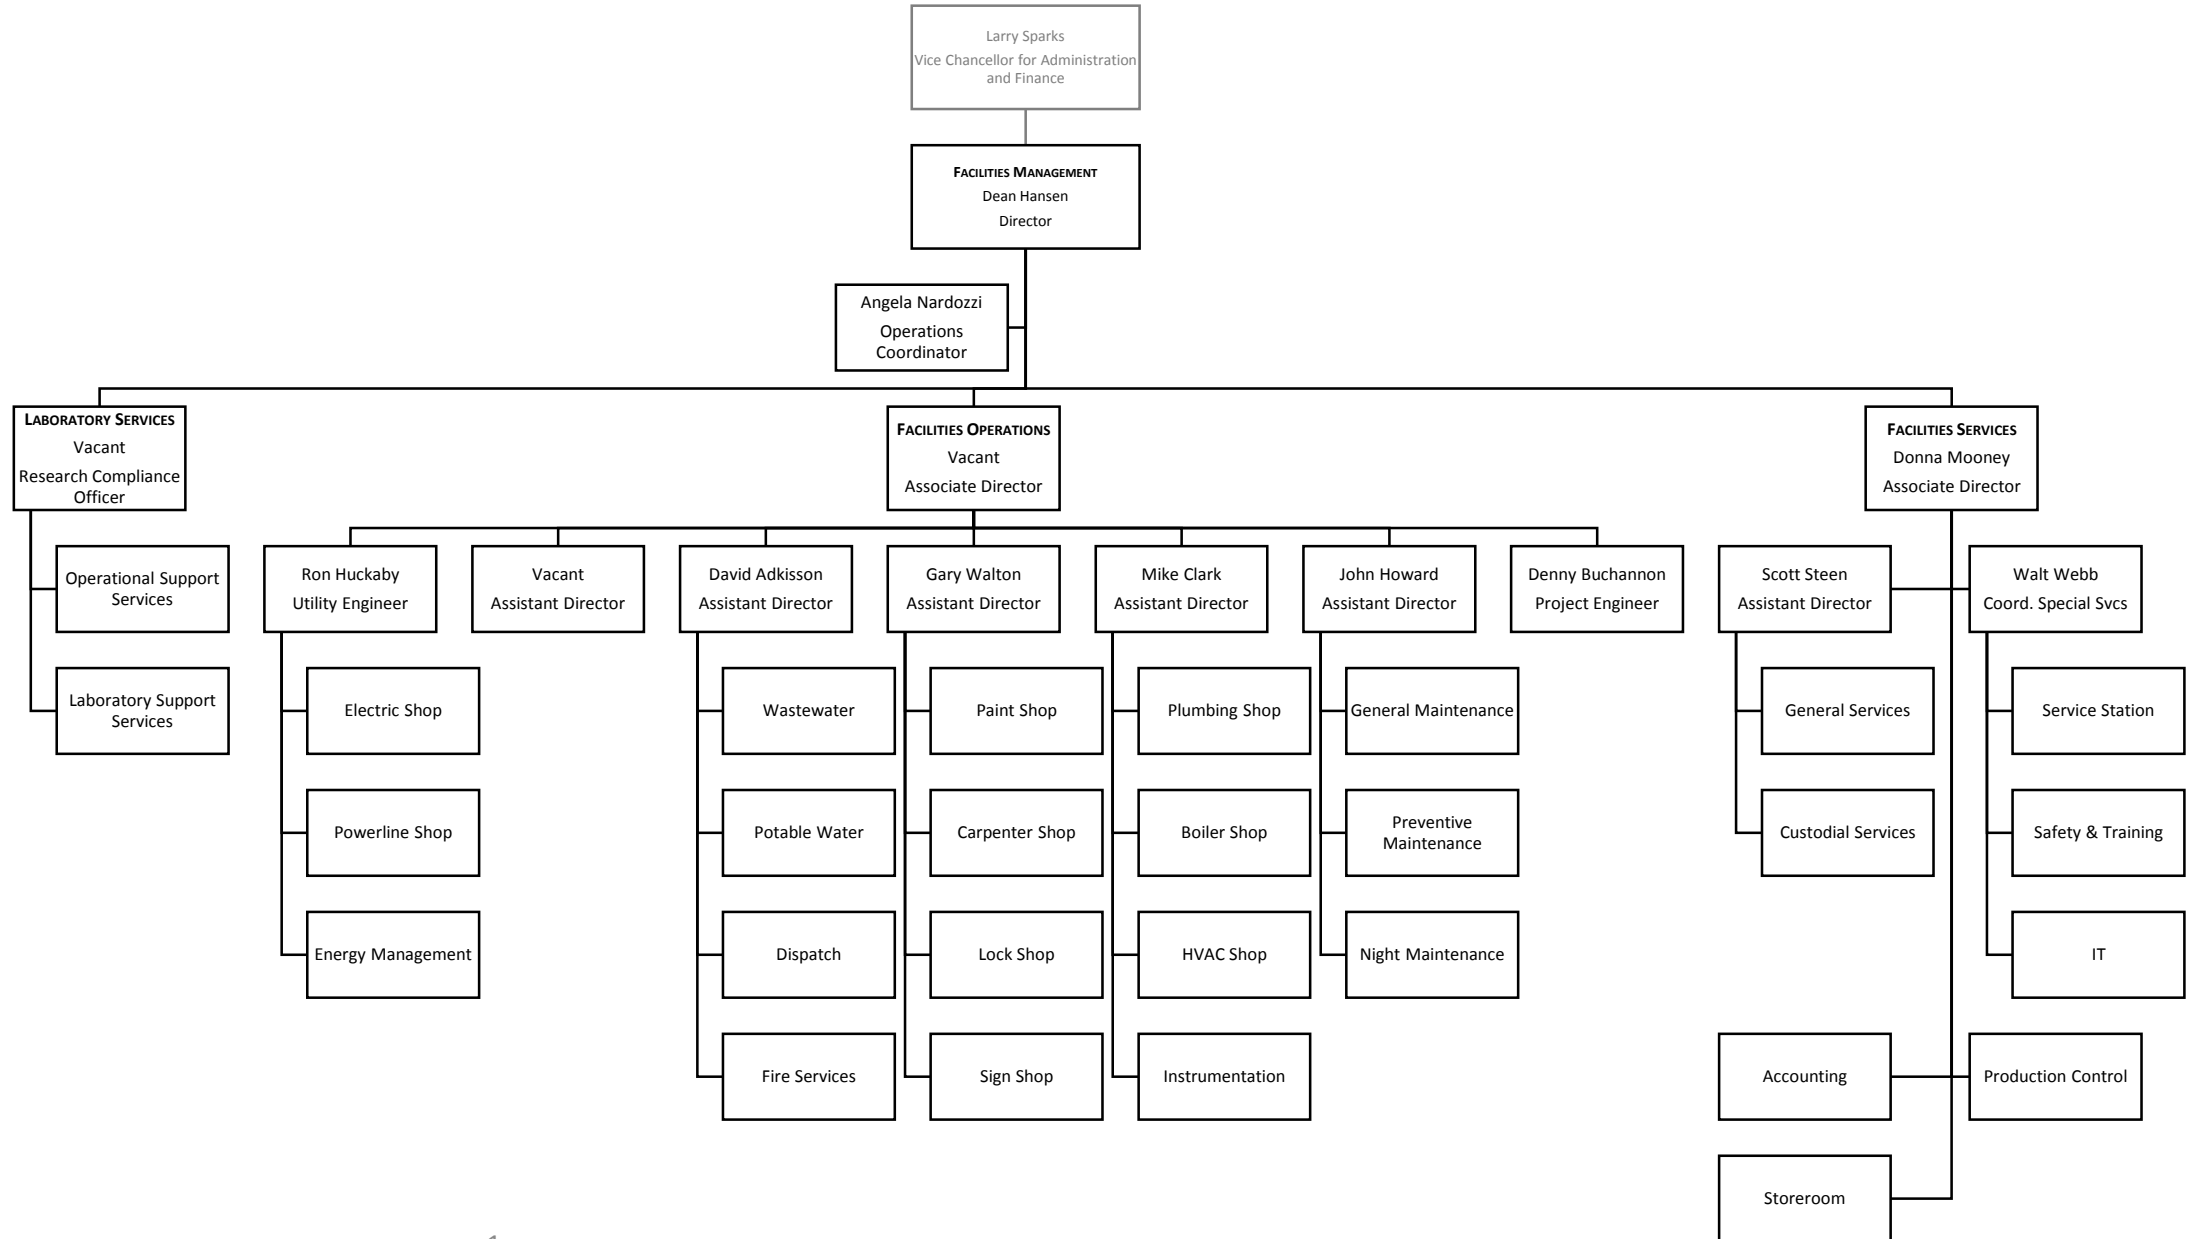 Larry Sparks
Vice Chancellor for Administration
and Finance
FACILITIES MANAGEMENT
Dean Hansen
Director
Angela Nardozzi
Operations
Coordinator
LABORATORY SERVICES
Vacant
Research Compliance
Officer
FACILITIES OPERATIONS
Vacant
Associate Director
FACILITIES SERVICES
Donna Mooney
Associate Director
Operational Support
Services
Laboratory Support
Services
Ron Huckaby
Utility Engineer
Electric Shop
Powerline Shop
Energy Management
Vacant
Assistant Director
David Adkisson
Assistant Director
Wastewater
Potable Water
Dispatch
Fire Services
Gary Walton
Assistant Director
Paint Shop
Carpenter Shop
Lock Shop
Sign Shop
Mike Clark
Assistant Director
Plumbing Shop
Boiler Shop
HVAC Shop
Instrumentation
John Howard
Assistant Director
General Maintenance
Preventive
Maintenance
Night Maintenance
Denny Buchannon
Project Engineer
Scott Steen
Assistant Director
General Services
Custodial Services
Walt Webb
Coord. Special Svcs
Service Station
Safety & Training
IT
Accounting
Production Control
Storeroom